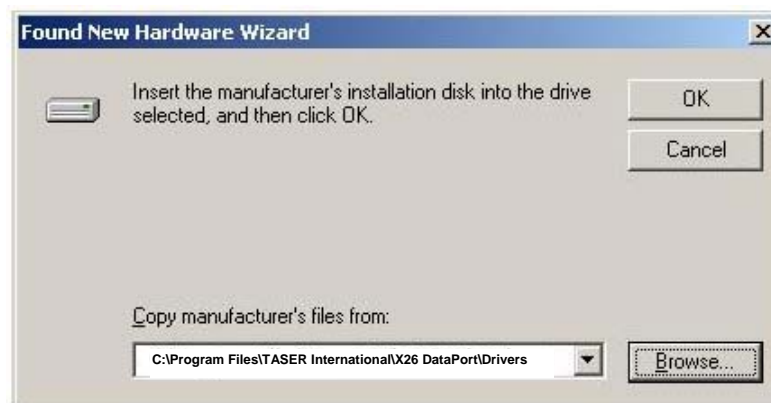 Found New Hardware Wizard
Insert the manufacturer's installation disk into the drive
selected, and then click OK.
OK
Cancel
Copy manufacturer's files from:
C:\Program Files\TASER International\X26 DataPort\Drivers
Browse...